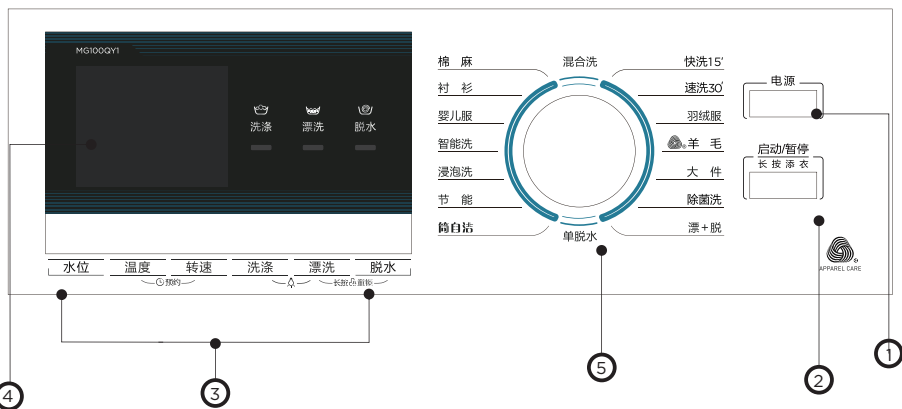 MG100QY1
洗涤 漂洗 脱水
混合洗
棉 麻
衬 衫
婴儿服
智能洗
浸泡洗
节 能
筒自洁
单脱水
快洗15′
速洗30′
羽绒服
羊 毛
大 件
除菌洗
漂+脱
电源
启动/暂停
长按添衣
APPAREL CARE
水位 温度 转速 洗涤 漂洗 脱水
预约
长按 童锁
1
2
3
4
5